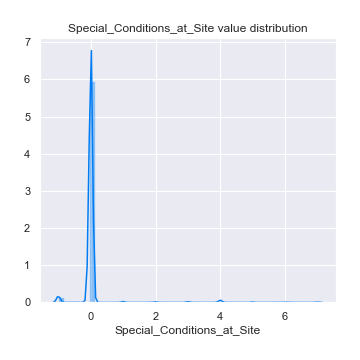 Special_Conditions_at_Site value distribution
7
6
5
4
3
2
1
0
0 2 4 6
Special_Conditions_at_Site